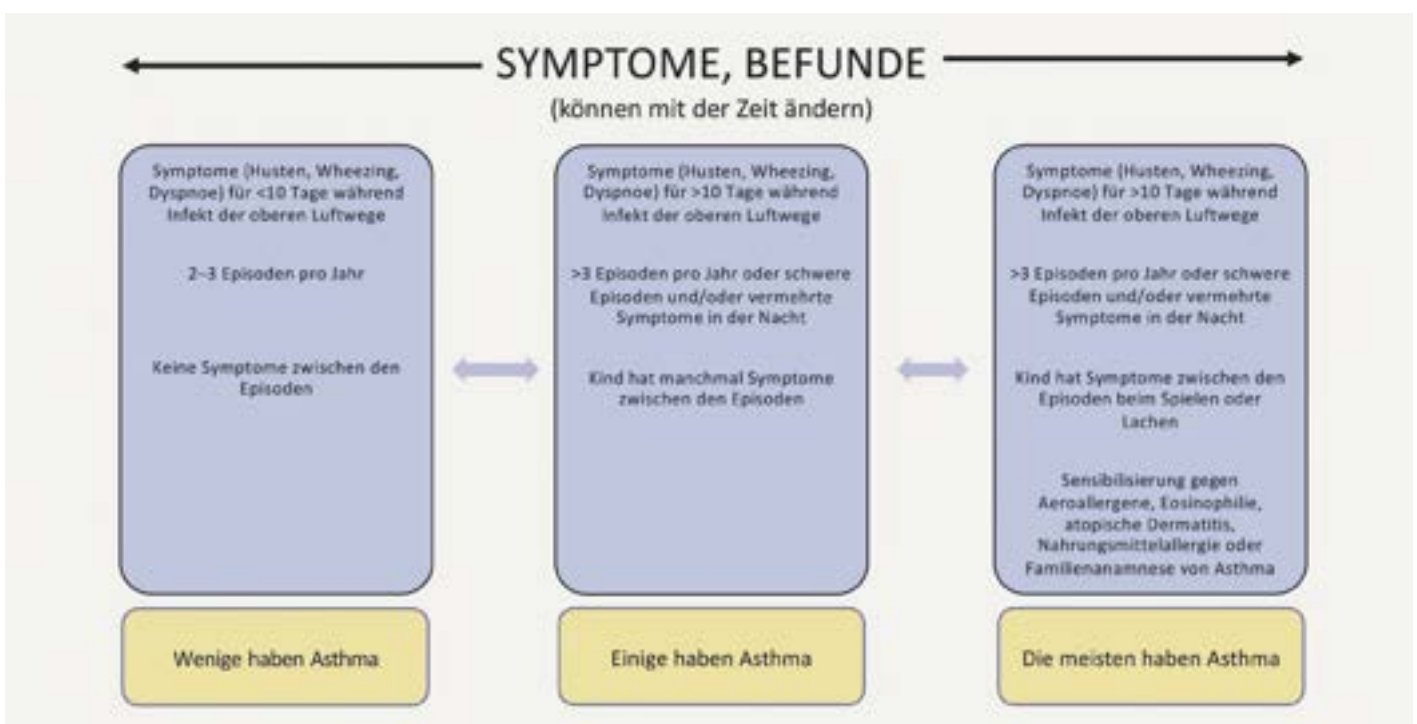 SYMPTOME, BEFUNDE
(können mit der Zeit ändern)
Symptome (Husten, Wheezing,
Dyspnoe) für <10 Tage während
Infekt der oberen Luftwege
2–3 Episoden pro Jahr
Keine Symptome zwischen den
Episoden
Wenige haben Asthma
Symptome (Husten, Wheezing,
Dyspnoe) für >10 Tage während
Infekt der oberen Luftwege
>3 Episoden pro Jahr oder schwere
Episoden und/oder vermehrte
Symptome in der Nacht
Kind hat manchmal Symptome
zwischen den Episoden
Einige haben Asthma
Symptome (Husten, Wheezing,
Dyspnoe) für >10 Tage während
Infekt der oberen Luftwege
>3 Episoden pro Jahr oder schwere
Episoden und/oder vermehrte
Symptome in der Nacht
Kind hat Symptome zwischen den
Episoden beim Spielen oder
Lachen
Sensibilisierung gegen
Aeroallergene, Eosinophilie,
atopische Dermatitis,
Nahrungsmittelallergie oder
Familienanamnese von Asthma
Die meisten haben Asthma